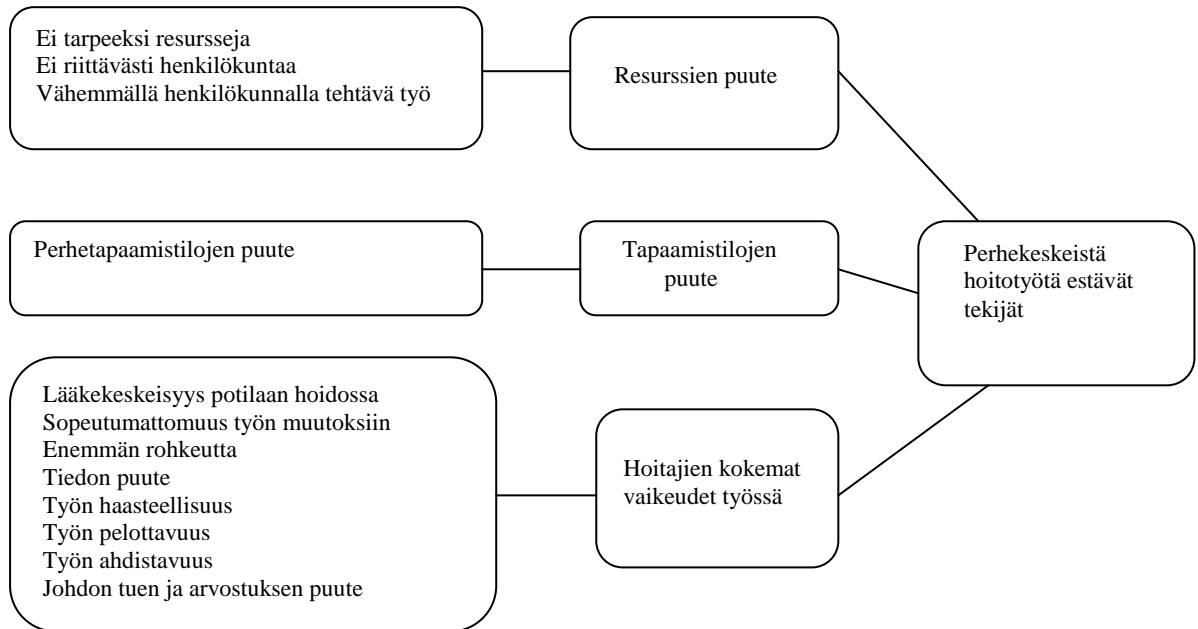 Ei tarpeeksi resursseja
Ei riittävästi henkilökuntaa
Vähemmällä henkilökunnalla tehtävä työ
Resurssien puute
Perhetapaamistilojen puute
Tapaamistilojen
puute
Perhekeskeistä
hoitotyötä estävät
tekijät
Lääkekeskeisyys potilaan hoidossa
Sopeutumattomuus työn muutoksiin
Enemmän rohkeutta
Tiedon puute
Työn haasteellisuus
Työn pelottavuus
Työn ahdistavuus
Johdon tuen ja arvostuksen puute
Hoitajien kokemat
vaikeudet työssä